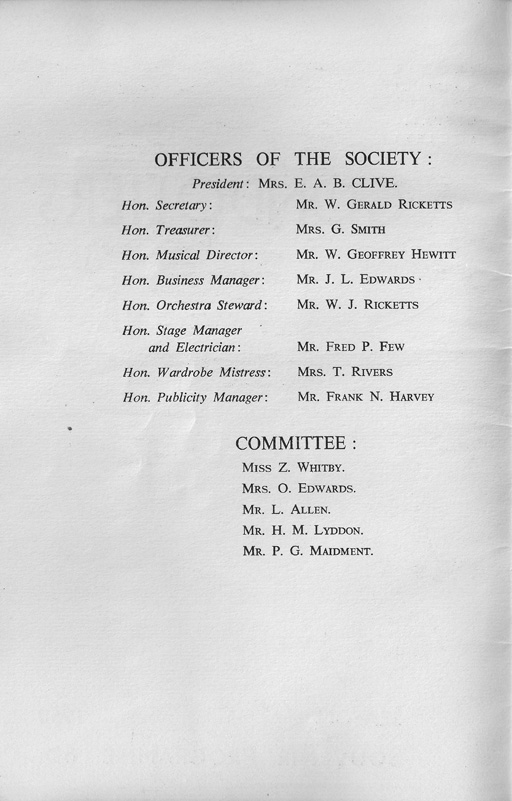 OFFICERS OF THE SOCIETY :
President : MRS. E. A. B. CLIVE.
Hon. Secretary : MR. W. GERALD RICKETTS
Hon. Treasurer : MRS. G. SMITH
Hon. Musical Director : MR. W. GEOFFREY HEWITT
Hon. Business Manager : MR. J. L. EDWARDS
Hon. Orchestra Steward : MR. W. J. RICKETTS
Hon. Stage Manager
and Electrician : MR. FRED P. FEW
Hon. Wardrobe Mistress : MRS. T. RIVERS
Hon. Publicity Manager : MR. FRANK N. HARVEY
COMMITTEE :
MISS Z. WHITBY.
MRS. O. EDWARDS.
MR. L. ALLEN.
MR. H. M. LYDDON.
MR. P. G. MAIDMENT.